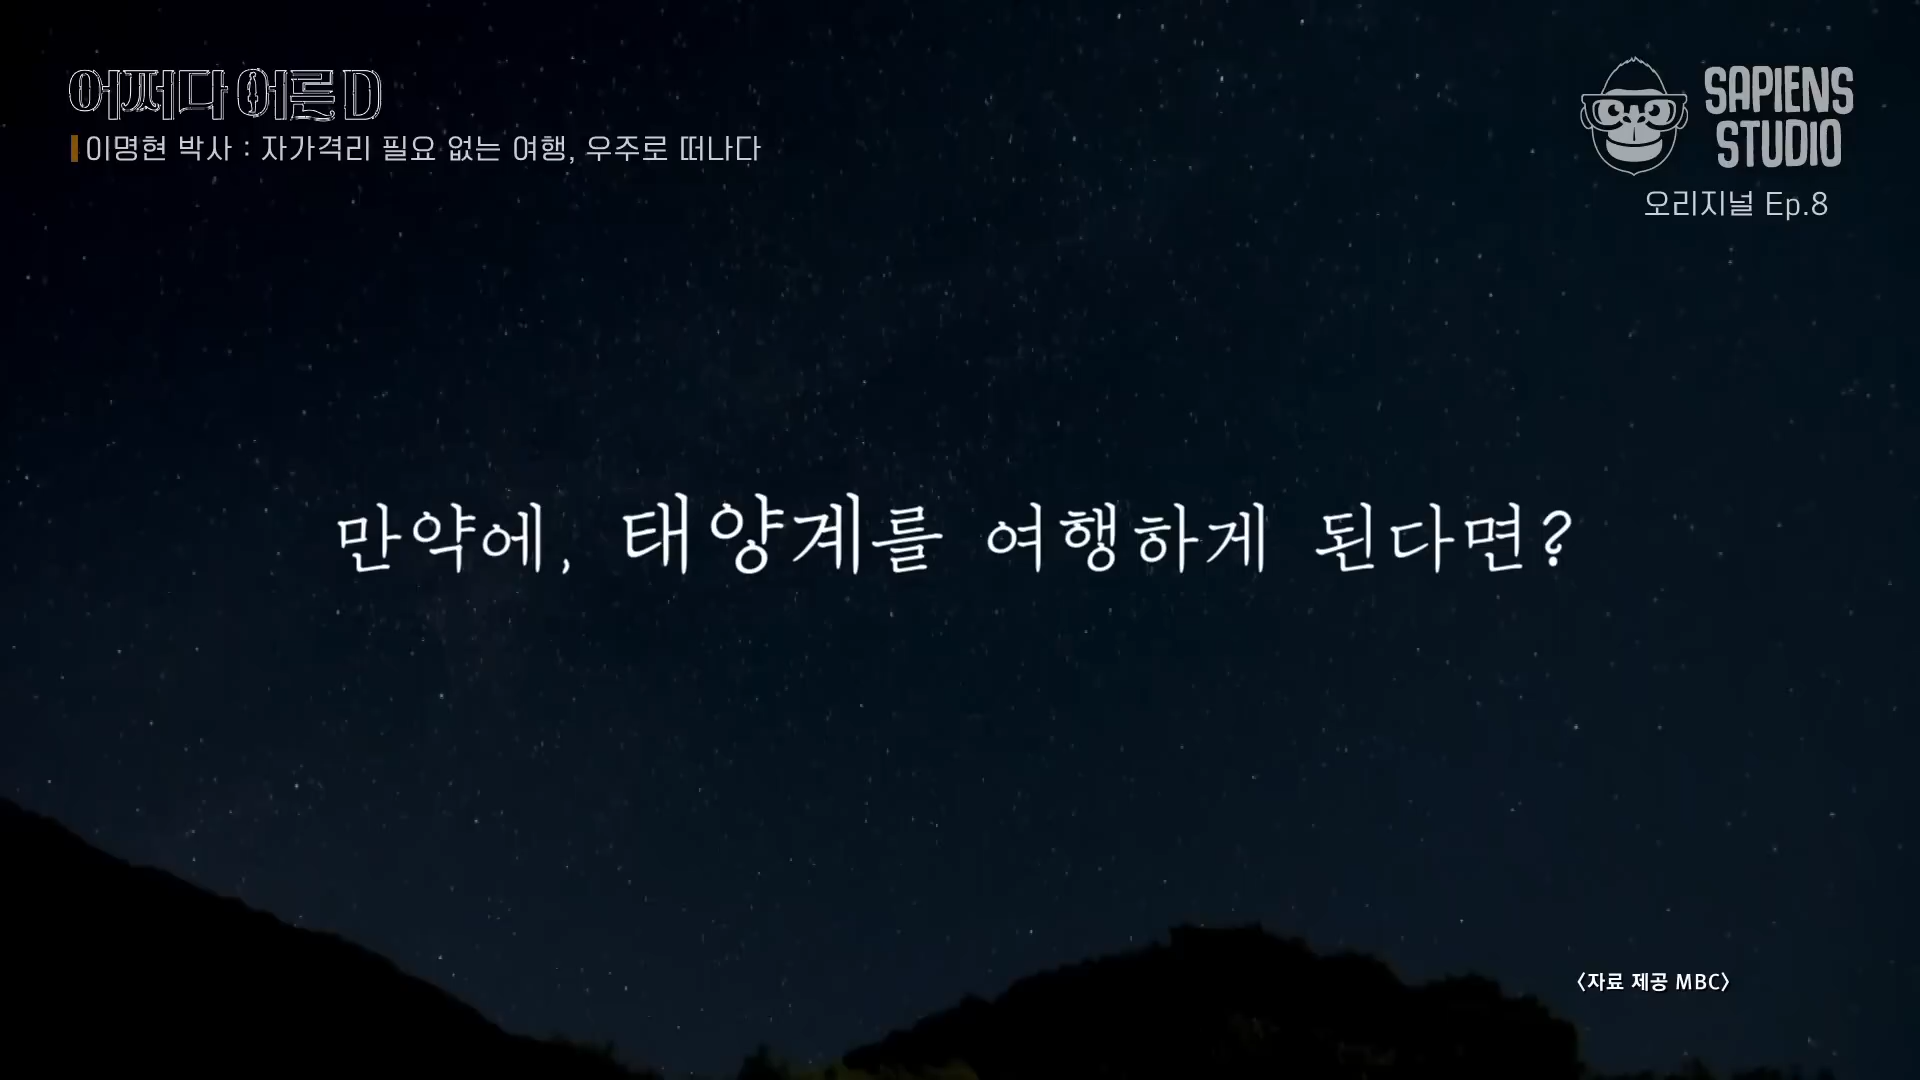 어쩌다 어른 D
이명현 박사 : 자가격리 필요 없는 여행, 우주로 떠나다
SAPIENS
STUDIO
오리지널 Ep.8
만약에, 태양계를 여행하게 된다면?
<자료 제공 MBC>